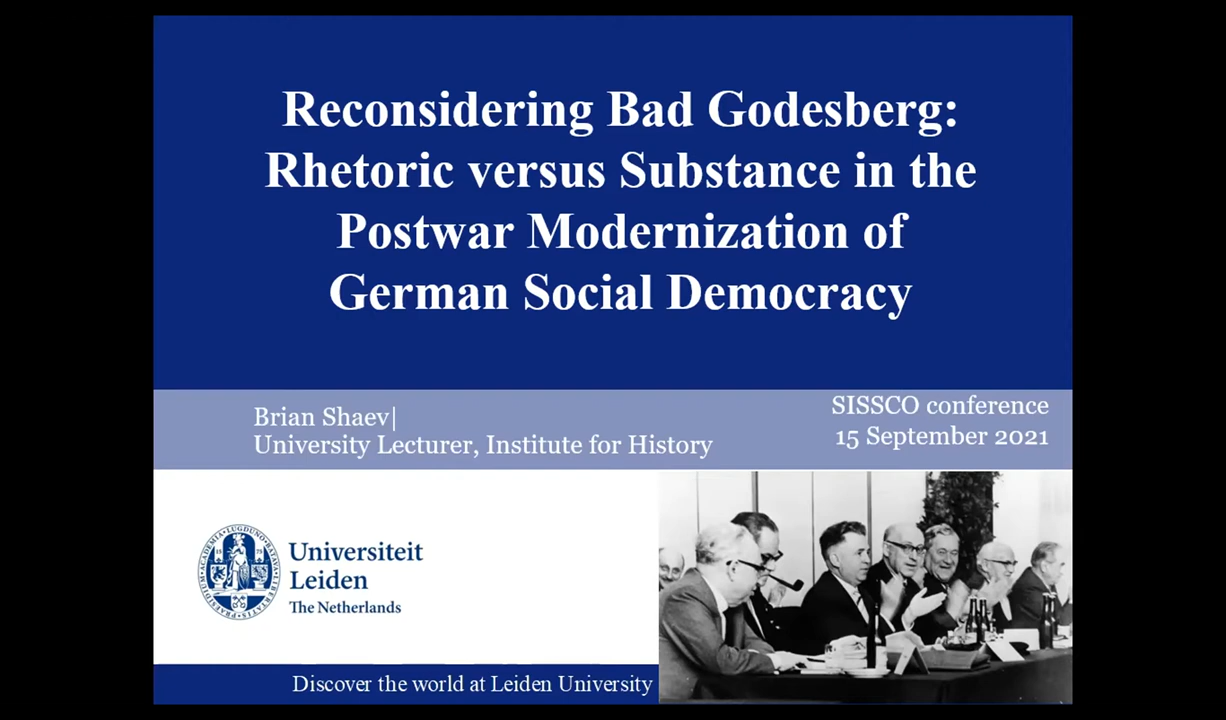 Reconsidering Bad Godesberg:
Rhetoric versus Substance in the
Postwar Modernization of
German Social Democracy
Brian Shaev|
University Lecturer, Institute for History
SISSCO conference
15 September 2021
Universiteit
Leiden
The Netherlands
Discover the world at Leiden University